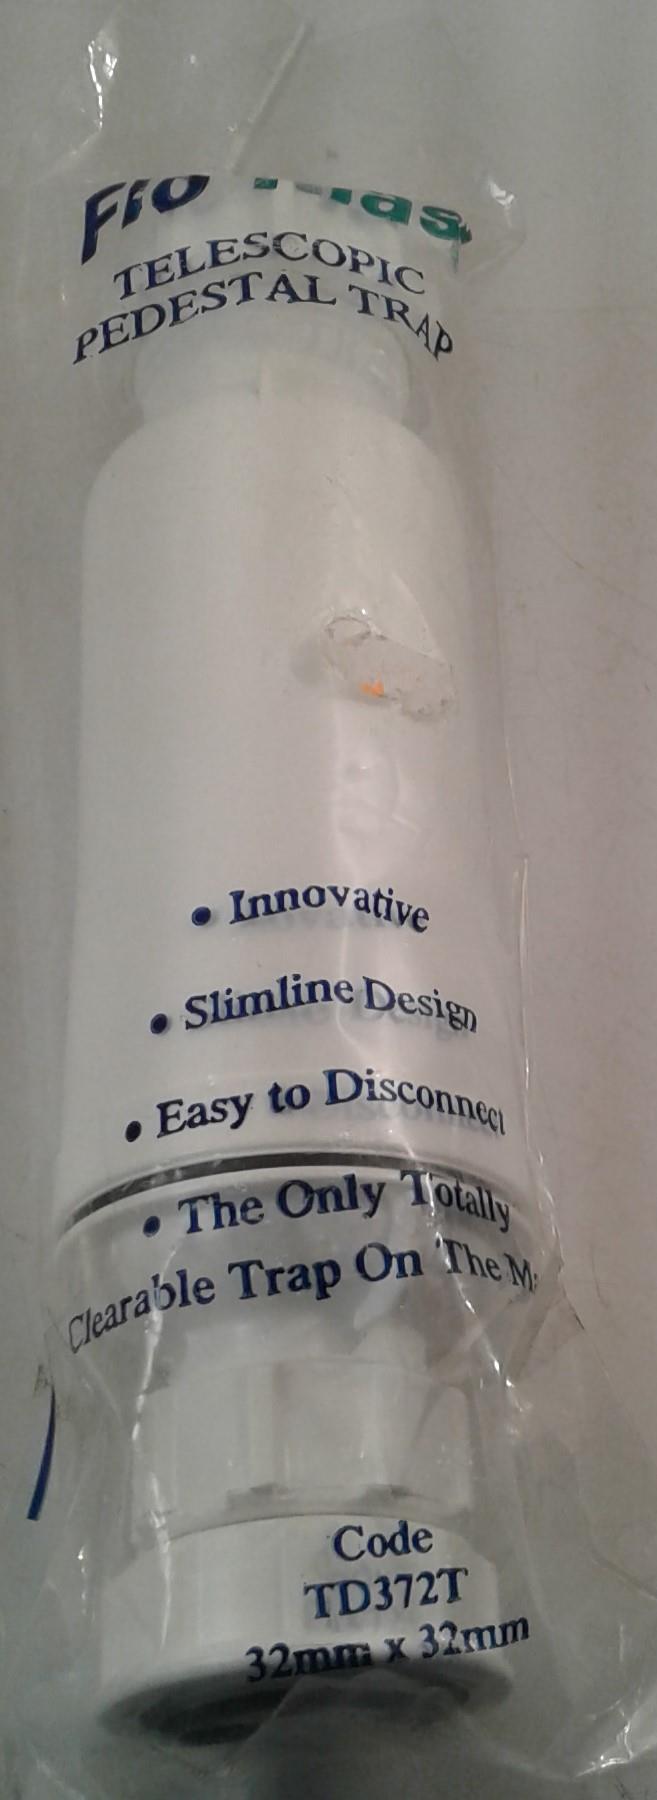 TELESCOPIC
PEDESTAL TRAP
• Innovative
• Slimline Design
• Easy to Disconnect
• The Only Totally
Clearable Trap On The
Code
TD372T
32mm x 32mm